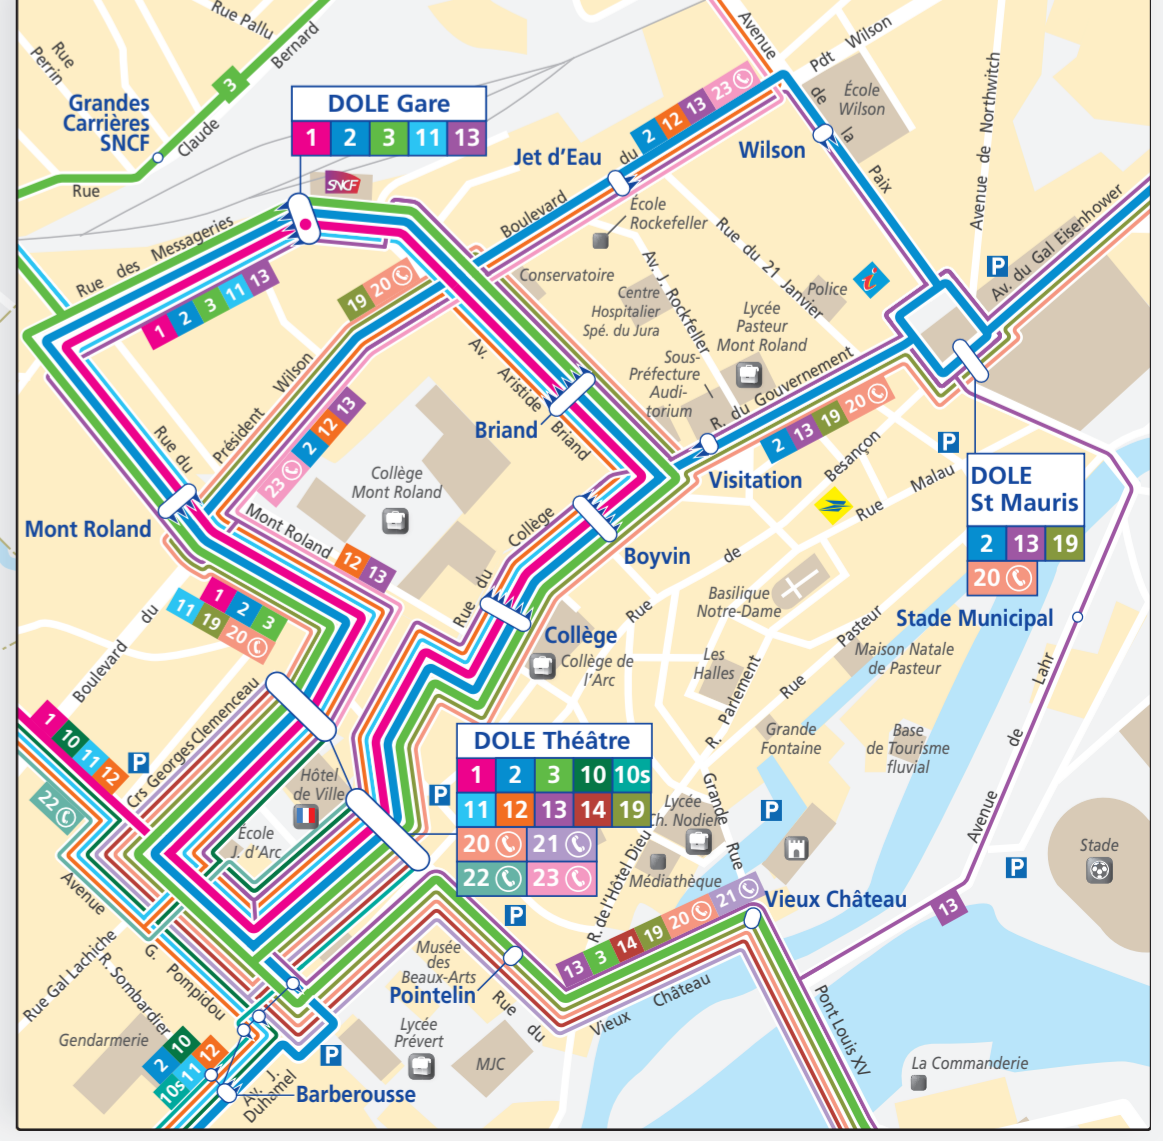 Rue Pallu
Rue
Perrin
Bernard
3
Claude
Rue
Grandes
Carrières
SNCF
DOLE Gare
1 2 3 11 13
SNCF
Avenue
Pdt Wilson
École
Wilson
de
la
Paix
Wilson
2 12 13 23
du
Jet d'Eau
Boulevard
École
Rockefeller
Avenue de Northwitch
Av. du Gal Eisenhower
P
Rue des Messageries
1 2 3 11 13
19 20
Conservatoire
Centre
Hospitalier
Spé. du Jura
Av. J. Rockfeller
Rue du 21 Janvier
Police
i
Lycée
Pasteur
Mont Roland
Sous-
Préfecture
Audi-
torium
R. du Gouvernement
Av.
Aristide
Briand
Briand
Président Wilson
23 2 12 13
Rue du
Mont Roland
Mont Roland
12 13
Collège
Mont Roland
2 13 19 20
Visitation
Besançon
P
Rue Malau
de
Rue
DOLE
St Mauris
2 13 19
20
Stade Municipal
Collège
Rue du
Boyvin
Collège
Collège de
l'Arc
Basilique
Notre-Dame
Les
Halles
R. Parlement
Rue
Pasteur
Maison Natale
de Pasteur
Grande
Fontaine
Base
de Tourisme
fluvial
Avenue de Lahr
Boulevard du
1 2 3
11 19 20
1 10 11 12
P
22
Crs Georges Clemenceau
Hôtel
de Ville
École
J. d'Arc
P
DOLE Théâtre
1 2 3 10 10s
11 12 13 14 19
20 21
22 23
Lycée
Ch. Nodier
Médiathèque
R. de l'Hôtel Dieu
Grande Rue
P
P
Stade
13
Vieux Château
13 3 14 19 20 21
P
Musée
des
Beaux-Arts
Pointelin
Rue du
Vieux Château
Pont Louis XV
Avenue
G. Pompidou
Rue Gal Lachiche
R. Sombardier
Gendarmerie
2 10
10s 11 12
Av. J.
Duhamel
P
Barberousse
Lycée
Prévert
MJC
La Commanderie